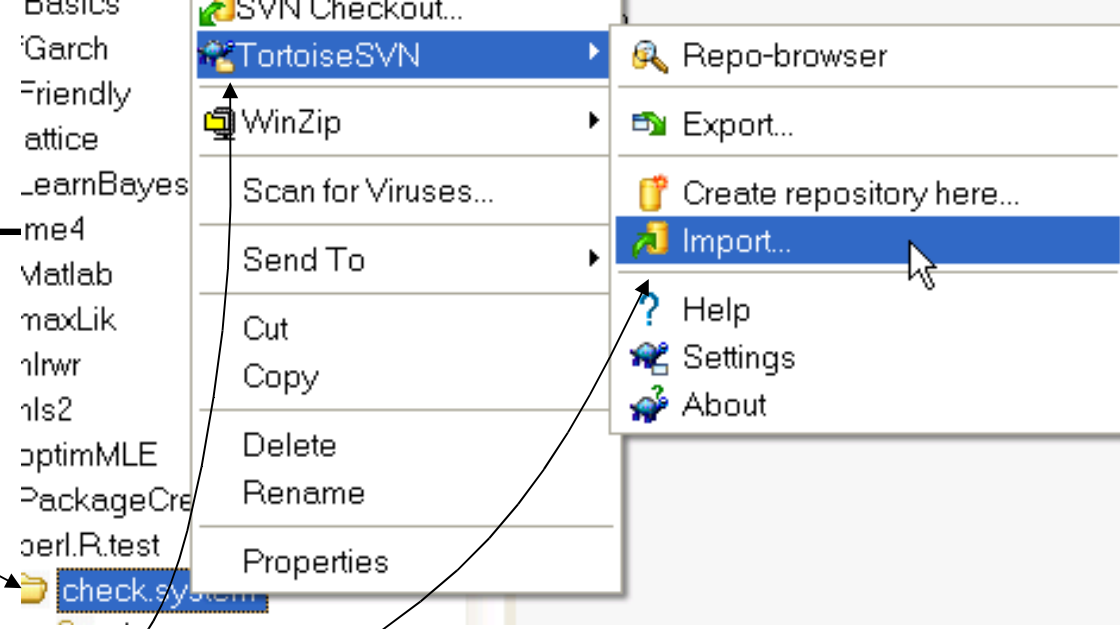 Basics
SVN Checkout...
Garch
TortoiseSVN
Repo-browser
Friendly
WinZip
Export...
attice
LearnBayes
Scan for Viruses...
Create repository here...
me4
Import...
Send To
Matlab
Help
maxLik
Cut
Settings
nlrwr
Copy
nls2
About
optimMLE
Delete
PackageCre
Rename
perl.R.test
Properties
check.system